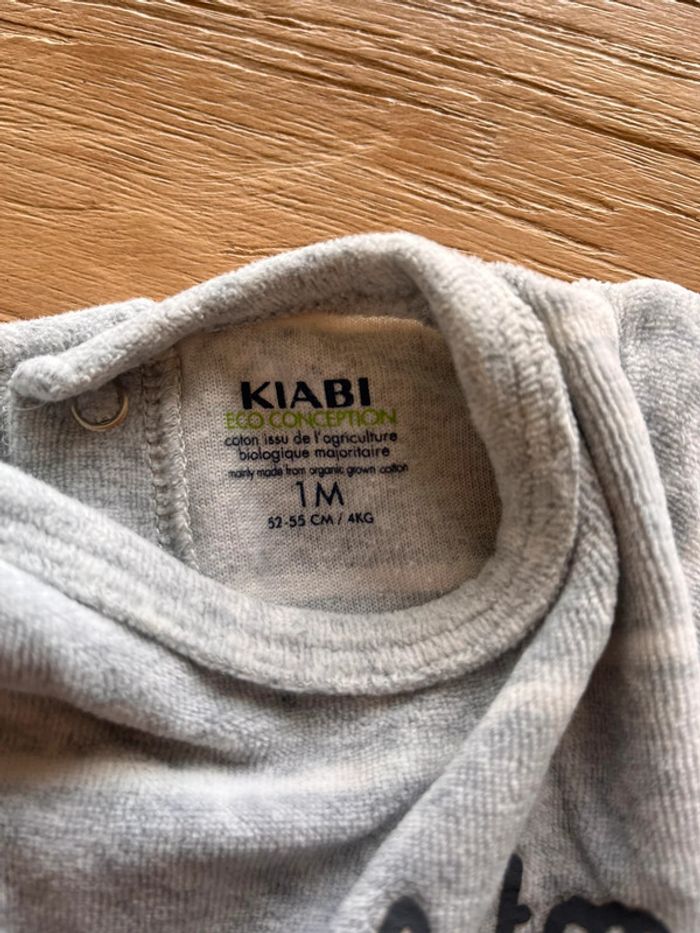 KIABI
ECO CONCEPTION
coton issu de l'agriculture
biologique majoritaire
mainly made from organic grown cotton
1M
52-55 CM / 4KG